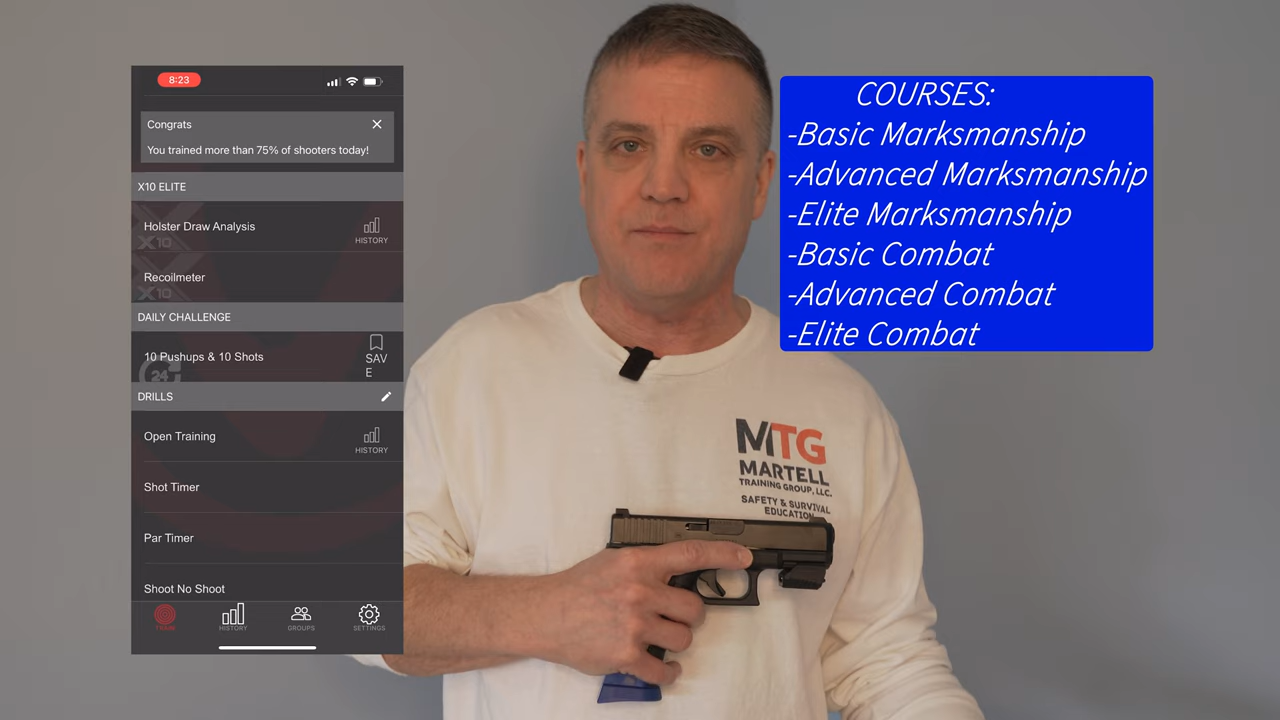 8:23
Congrats
You trained more than 75% of shooters today!
X10 ELITE
Holster Draw Analysis
HISTORY
X10
Recoilmeter
X10
DAILY CHALLENGE
10 Pushups & 10 Shots
SAV
E
24
DRILLS
Open Training
HISTORY
Shot Timer
Par Timer
Shoot No Shoot
TRAIN
HISTORY
GROUPS
SETTINGS
COURSES:
-Basic Marksmanship
-Advanced Marksmanship
-Elite Marksmanship
-Basic Combat
-Advanced Combat
-Elite Combat
MTG
MARTELL
TRAINING GROUP, LLC.
SAFETY & SURVIVAL
EDUCATION